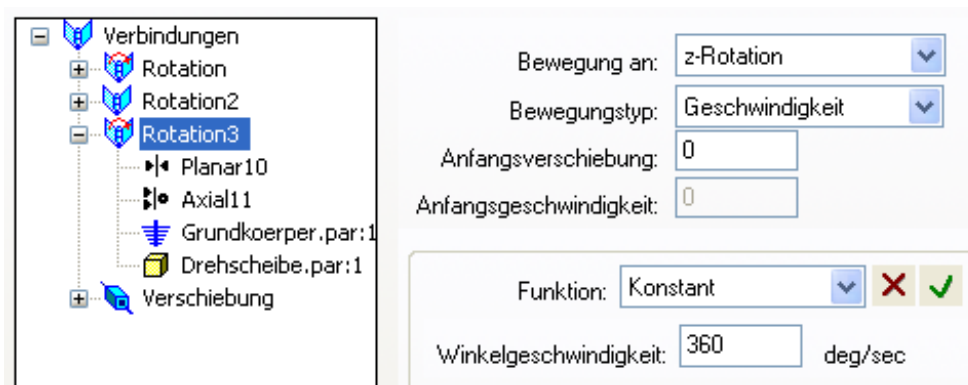 Verbindungen
Rotation
Rotation2
Rotation3
Planar10
Axial11
Grundkoerper.par:1
Drehscheibe.par:1
Verschiebung
Bewegung an: z-Rotation
Bewegungstyp: Geschwindigkeit
Anfangsverschiebung: 0
Anfangsgeschwindigkeit: 0
Funktion: Konstant
Winkelgeschwindigkeit: 360 deg/sec